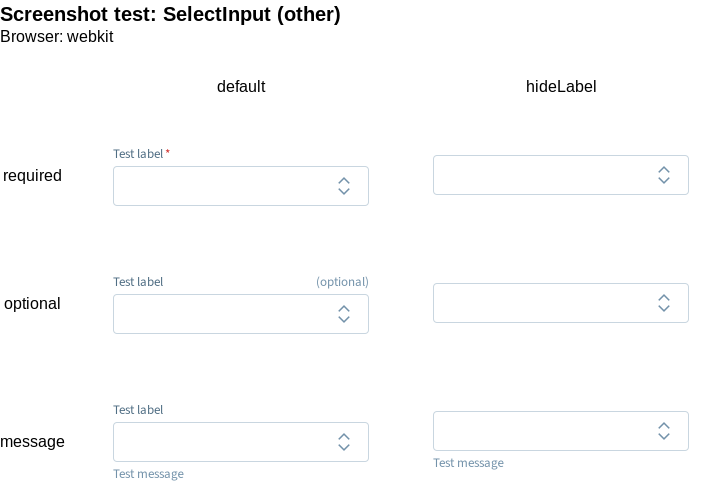 Screenshot test: SelectInput (other)
Browser: webkit
default hideLabel
Test label *
required
Test label (optional)
optional
Test label
message
Test message
Test message